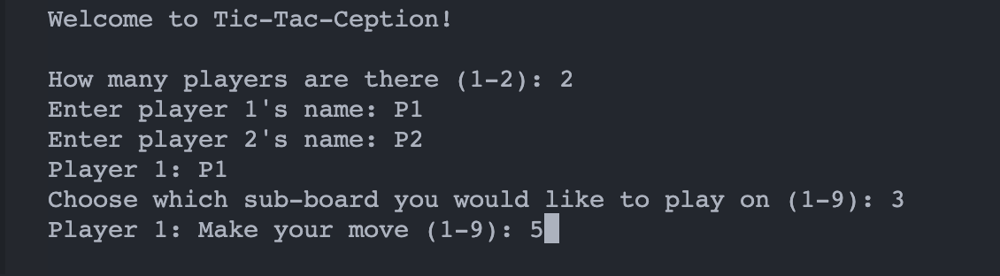 Welcome to Tic-Tac-Ception!
How many players are there (1-2): 2
Enter player 1's name: P1
Enter player 2's name: P2
Player 1: P1
Choose which sub-board you would like to play on (1-9): 3
Player 1: Make your move (1-9): 5